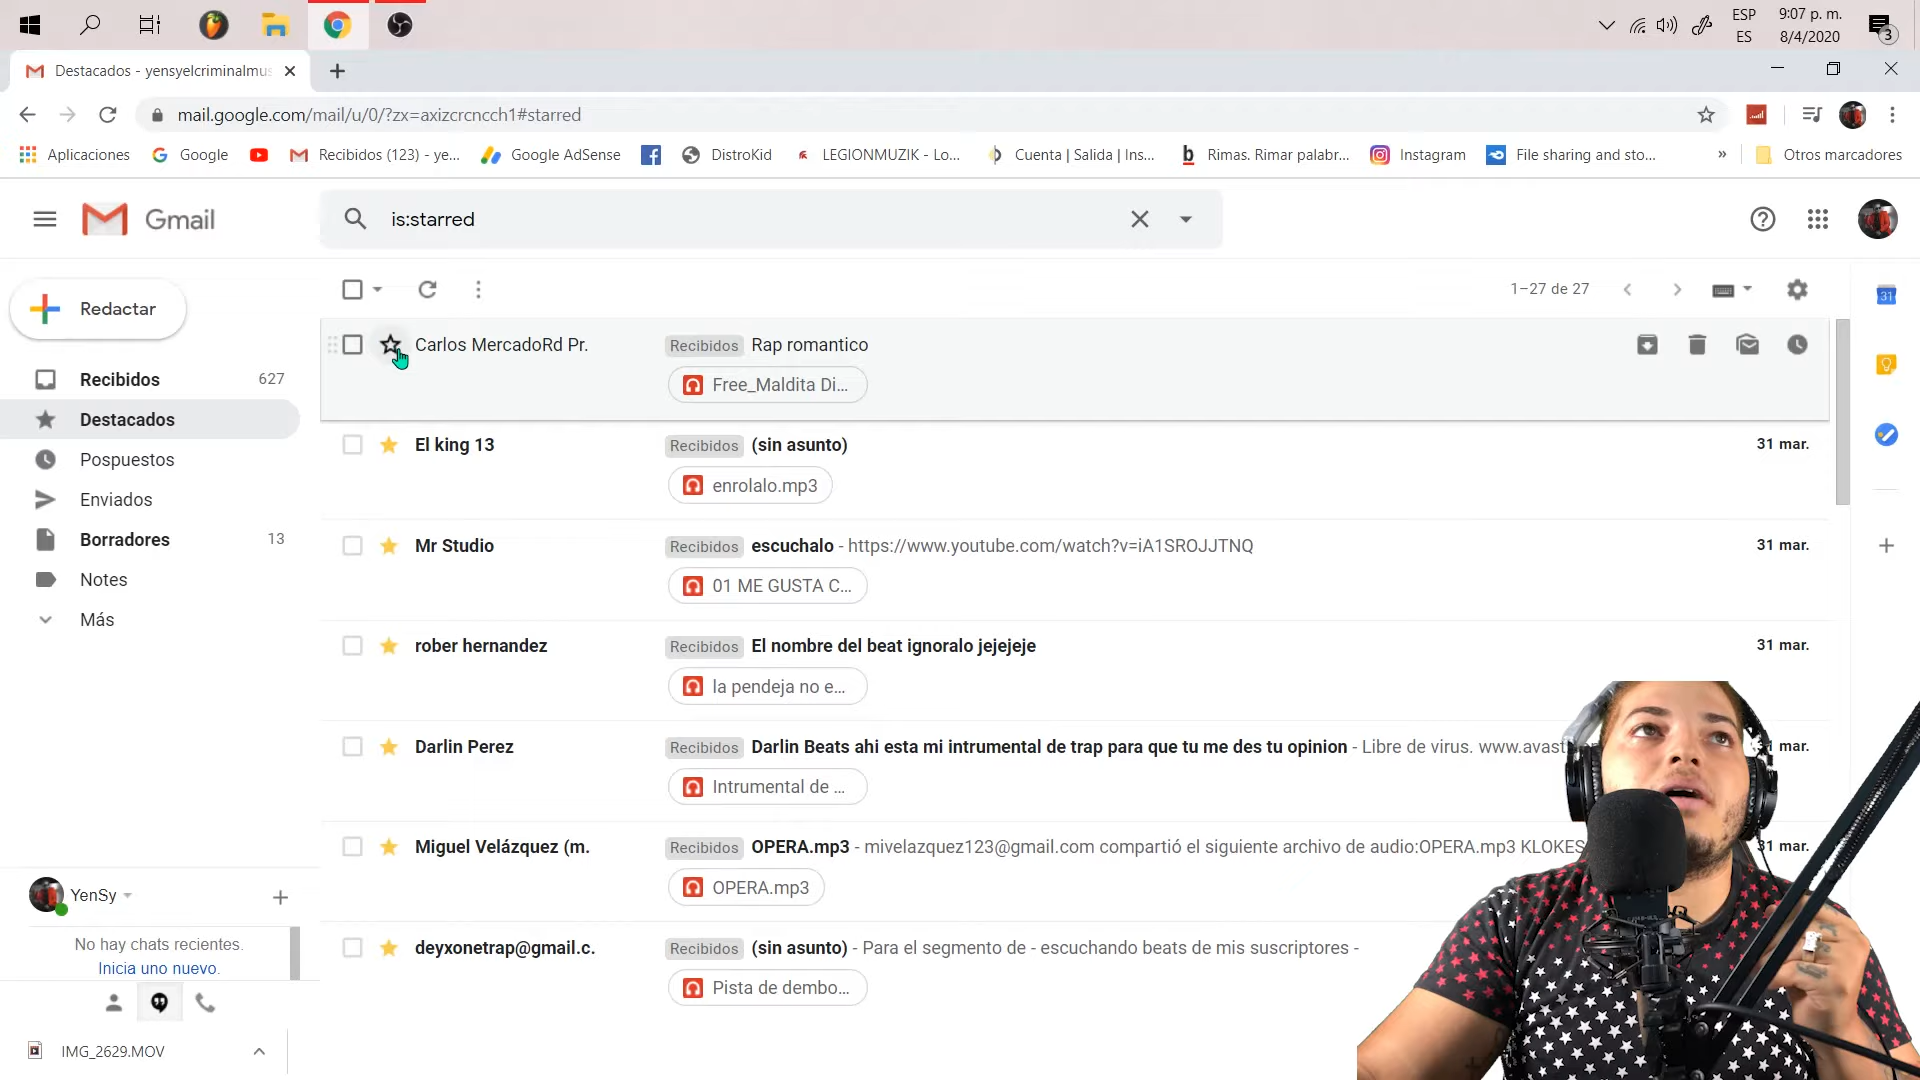 ESP
ES
9:07 p. m.
8/4/2020
3
Destacados - yensyelcriminalmus
mail.google.com/mail/u/0/?zx=axizcrcncch1#starred
Aplicaciones
Google
Recibidos (123) - ye...
Google AdSense
DistroKid
LEGIONMUZIK - Lo...
Cuenta | Salida | Ins...
Rimas. Rimar palabr...
Instagram
File sharing and sto...
»
Otros marcadores
Gmail
is:starred
Redactar
1–27 de 27
Recibidos 627
Destacados
Pospuestos
Enviados
Borradores 13
Notes
Más
Carlos MercadoRd Pr. Recibidos Rap romantico
Free_Maldita Di...
El king 13 Recibidos (sin asunto) 31 mar.
enrolalo.mp3
Mr Studio Recibidos escuchalo - https://www.youtube.com/watch?v=iA1SROJJTNQ 31 mar.
01 ME GUSTA C...
rober hernandez Recibidos El nombre del beat ignoralo jejejeje 31 mar.
la pendeja no e...
Darlin Perez Recibidos Darlin Beats ahi esta mi intrumental de trap para que tu me des tu opinion - Libre de virus. mar.
Intrumental de ...
Miguel Velázquez (m. Recibidos OPERA.mp3 - mivelazquez123@gmail.com compartió el siguiente archivo de audio:OPERA.mp3 KLOKES 31 mar.
OPERA.mp3
deyxonetrap@gmail.c. Recibidos (sin asunto) - Para el segmento de - escuchando beats de mis suscriptores -
Pista de dembo...
YenSy
No hay chats recientes.
Inicia uno nuevo.
IMG_2629.MOV
31